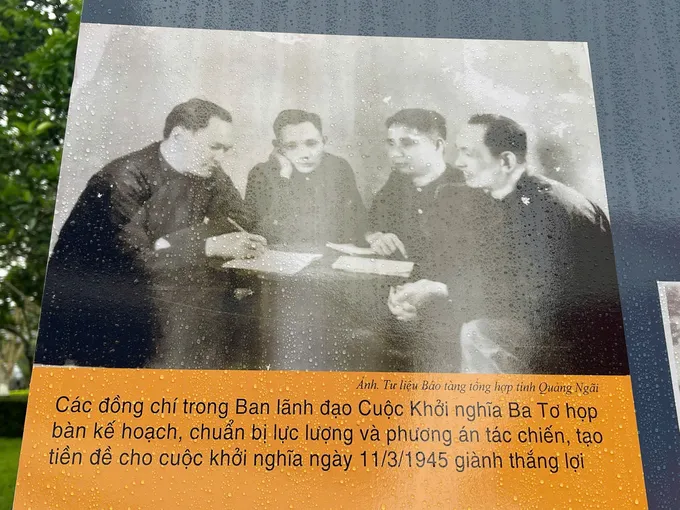 Ảnh. Tư liệu Bảo tàng tổng hợp tỉnh Quảng Ngãi
Các đồng chí trong Ban lãnh đạo Cuộc Khởi nghĩa Ba Tơ họp
bàn kế hoạch, chuẩn bị lực lượng và phương án tác chiến, tạo
tiền đề cho cuộc khởi nghĩa ngày 11/3/1945 giành thắng lợi